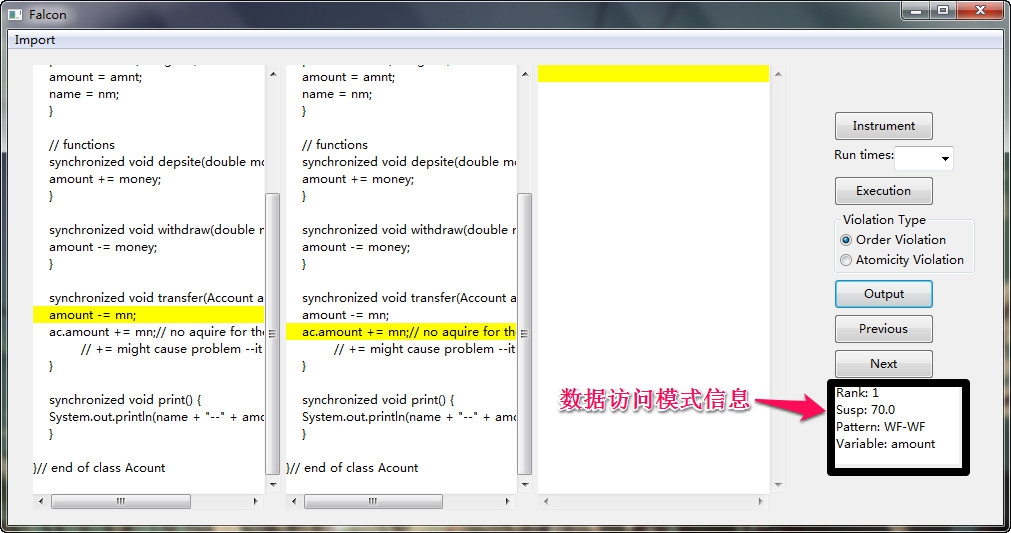 Falcon
Import
amount = amnt;
name = nm;
}
// functions
synchronized void depsite(double mo
amount += money;
}
synchronized void withdraw(double
amount -= money;
}
synchronized void transfer(Account a
amount -= mn;
ac.amount += mn;// no aquire for the
// += might cause problem --it
}
synchronized void print() {
System.out.println(name + "--" + amo
}
}// end of class Acount
amount = amnt;
name = nm;
}
// functions
synchronized void depsite(double mo
amount += money;
}
synchronized void withdraw(double
amount -= money;
}
synchronized void transfer(Account a
amount -= mn;
ac.amount += mn;// no aquire for the
// += might cause problem --it
}
synchronized void print() {
System.out.println(name + "--" + amo
}
}// end of class Acount
Instrument
Run times:
Execution
Violation Type
Order Violation
Atomicity Violation
Output
Previous
Next
数据访问模式信息
Rank: 1
Susp: 70.0
Pattern: WF-WF
Variable: amount